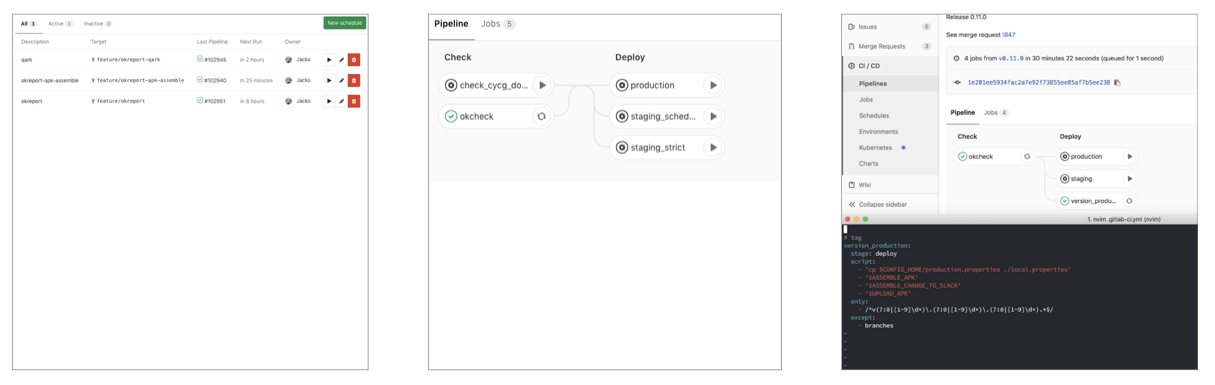 All 3 Active 3 Inactive 0
New schedule
Description Target Last Pipeline Next Run Owner
qark feature/okreport-qark #102945 in 2 hours Jacks
okreport-apk-assemble feature/okreport-apk-assemble #102940 in 29 minutes Jacks
okreport feature/okreport #102951 in 8 hours Jacks
Pipeline Jobs 5
Check Deploy
check_cycg_do... production
okcheck staging_sched...
staging_strict
Issues 0
Merge Requests 3
CI / CD
Pipelines
Jobs
Schedules
Environments
Kubernetes
Charts
Wiki
Collapse sidebar
Release 0.11.0
See merge request !847
4 jobs from v0.11.0 in 30 minutes 22 seconds (queued for 1 second)
1e201ee5934fac2a7e92f73855ee85af7b5ee238
Pipeline Jobs 4
Check Deploy
okcheck production
staging
version_produ...
1. nvim .gitlab-ci.yml (nvim)
# tag
version_production:
stage: deploy
script:
- 'cp $CONFIG_HOME/production.properties ./local.properties'
- '$ASSEMBLE_APK'
- '$ASSEMBLE_CHANGE_TO_SLACK'
- '$UPLOAD_APK'
only:
- /^v(?:0|[1-9]\d*)\.(?:0|[1-9]\d*)\.(?:0|[1-9]\d*).*$/
except:
- branches
~
~
~
~